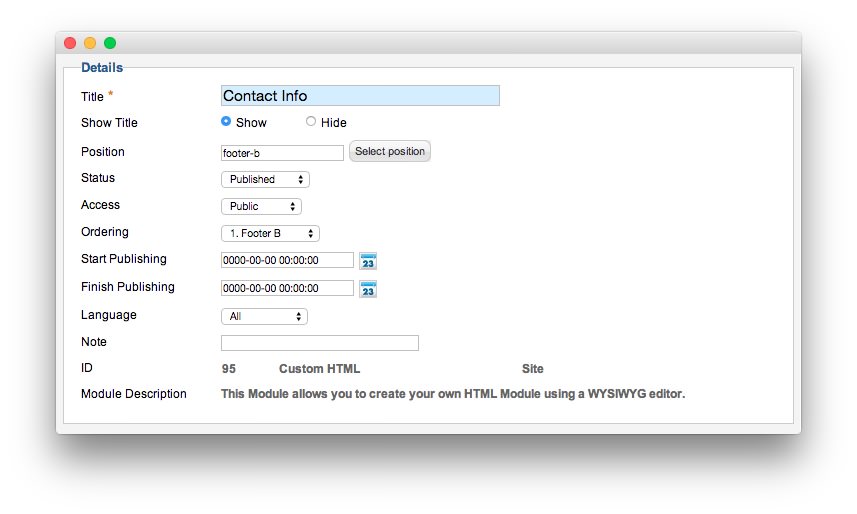 Details
Title * Contact Info
Show Title Show Hide
Position footer-b Select position
Status Published
Access Public
Ordering 1. Footer B
Start Publishing 0000-00-00 00:00:00 23
Finish Publishing 0000-00-00 00:00:00 23
Language All
Note
ID 95 Custom HTML Site
Module Description This Module allows you to create your own HTML Module using a WYSIWYG editor.